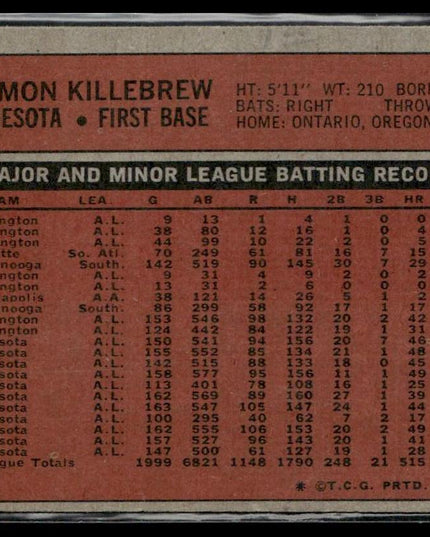 MON KILLEBREW HT: 5'11" WT: 210 BORN
ESOTA • FIRST BASE BATS: RIGHT THROW
HOME: ONTARIO, OREGON
AJOR AND MINOR LEAGUE BATTING RECO
AM LEA. G AB R H 2B 3B HR
ngton A.L. 9 13 1 4 1 0 0
ngton A.L. 38 80 12 16 1 0 4
ngton A.L. 44 99 10 22 2 0 5
tte So. Atl. 70 249 61 81 16 7 15
nooga South. 142 519 90 145 30 7 29
ngton A.L. 9 31 4 9 2 0 2
ngton A.L. 13 31 2 6 0 0 0
apolis A.A. 38 121 14 26 5 1 2
nooga South. 86 299 58 92 17 1 17
ngton A.L. 153 546 98 132 20 2 42
ngton A.L. 124 442 84 122 19 1 31
sota A.L. 150 541 94 156 20 7 46
sota A.L. 155 552 85 134 21 1 48
sota A.L. 142 515 88 133 18 0 45
sota A.L. 158 577 95 156 11 1 49
sota A.L. 113 401 78 108 16 1 25
sota A.L. 162 569 89 160 27 1 39
sota A.L. 163 547 105 147 24 1 44
sota A.L. 100 295 40 62 7 2 17
sota A.L. 162 555 106 153 20 2 49
sota A.L. 157 527 96 143 20 1 41
sota A.L. 147 500 61 127 19 1 28
gue Totals 1999 6821 1148 1790 248 21 515
* ©T.C.G. PRTD.